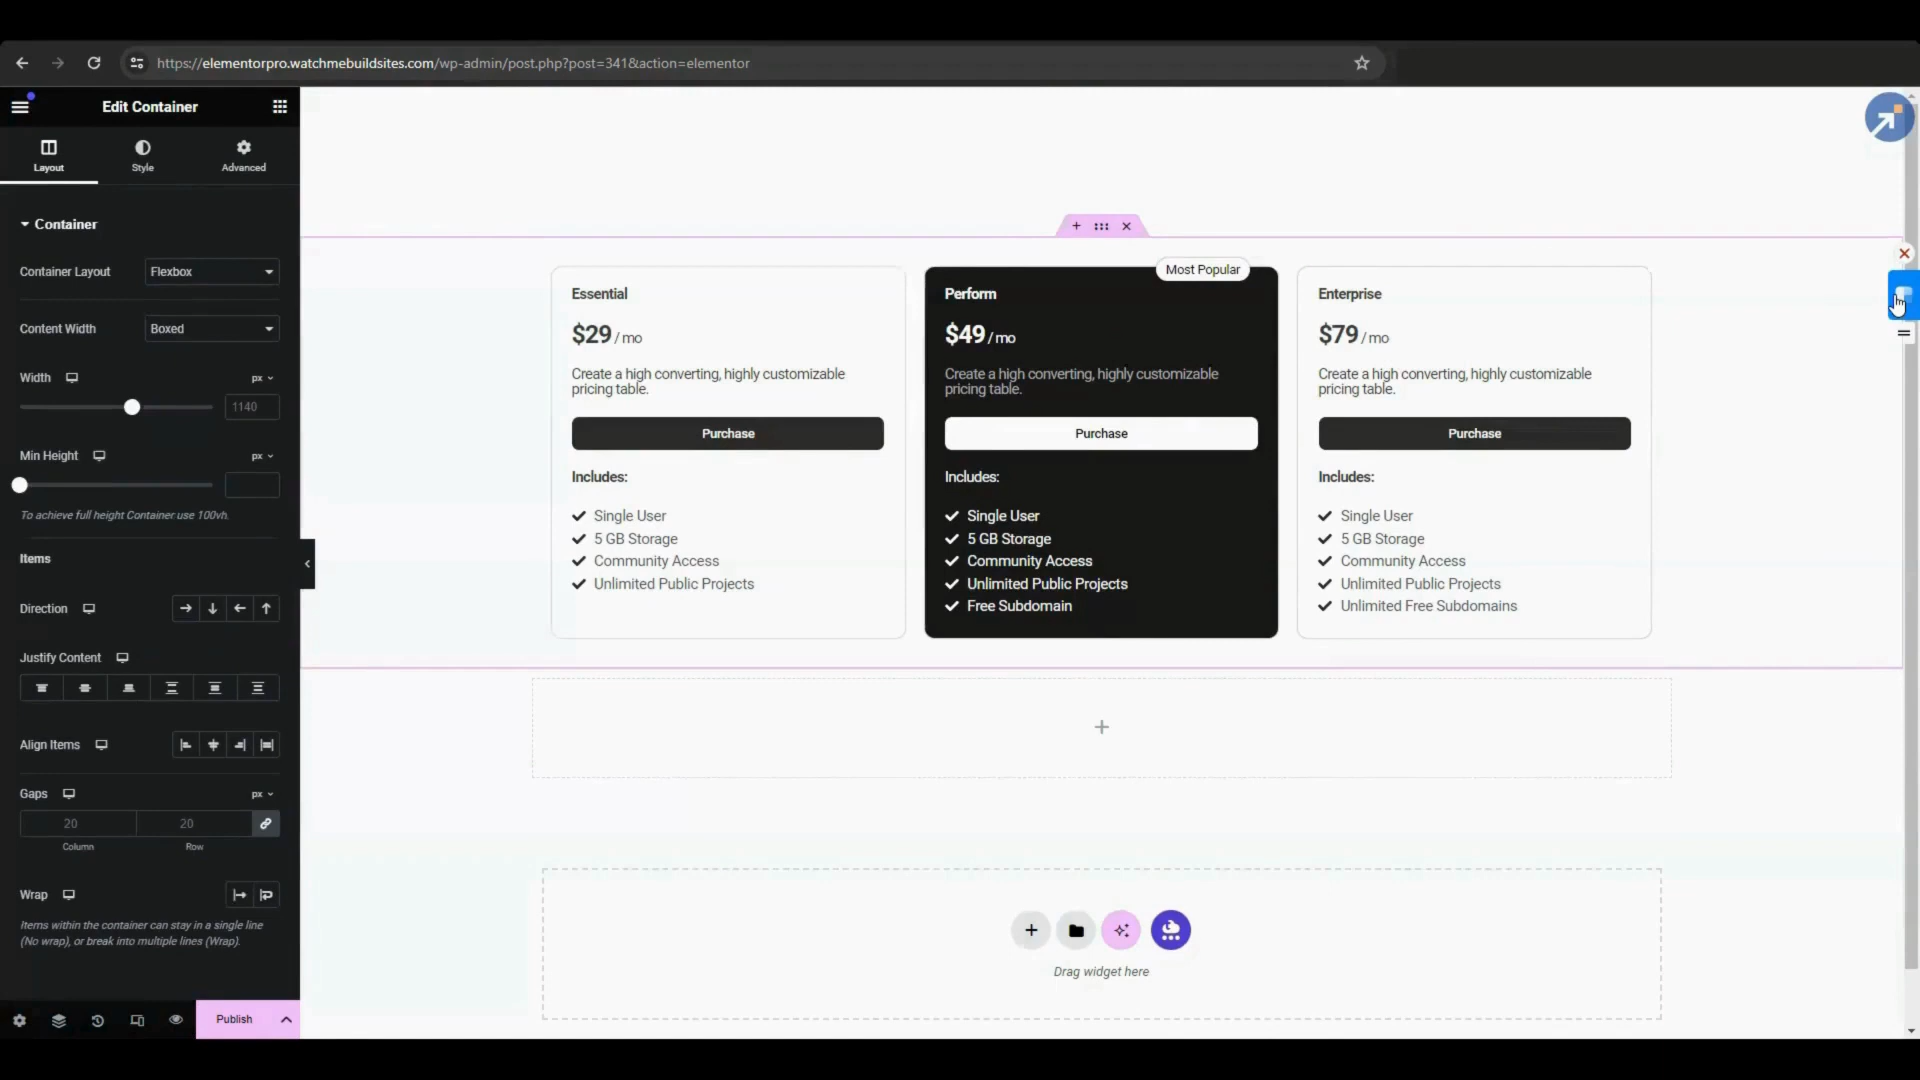 https://elementorpro.watchmebuildsites.com/wp-admin/post.php?post=341&action=elementor
Edit Container
Layout
Style
Advanced
Container
Container Layout
Flexbox
Content Width
Boxed
Width
px
1140
Min Height
px
To achieve full height Container use 100vh.
Items
Direction
Justify Content
Align Items
Gaps
px
20
20
Column
Row
Wrap
Items within the container can stay in a single line
(No wrap), or break into multiple lines (Wrap).
Publish
Essential
$29 / mo
Create a high converting, highly customizable
pricing table.
Purchase
Includes:
Single User
5 GB Storage
Community Access
Unlimited Public Projects
Most Popular
Perform
$49 / mo
Create a high converting, highly customizable
pricing table.
Purchase
Includes:
Single User
5 GB Storage
Community Access
Unlimited Public Projects
Free Subdomain
Enterprise
$79 / mo
Create a high converting, highly customizable
pricing table.
Purchase
Includes:
Single User
5 GB Storage
Community Access
Unlimited Public Projects
Unlimited Free Subdomains
Drag widget here